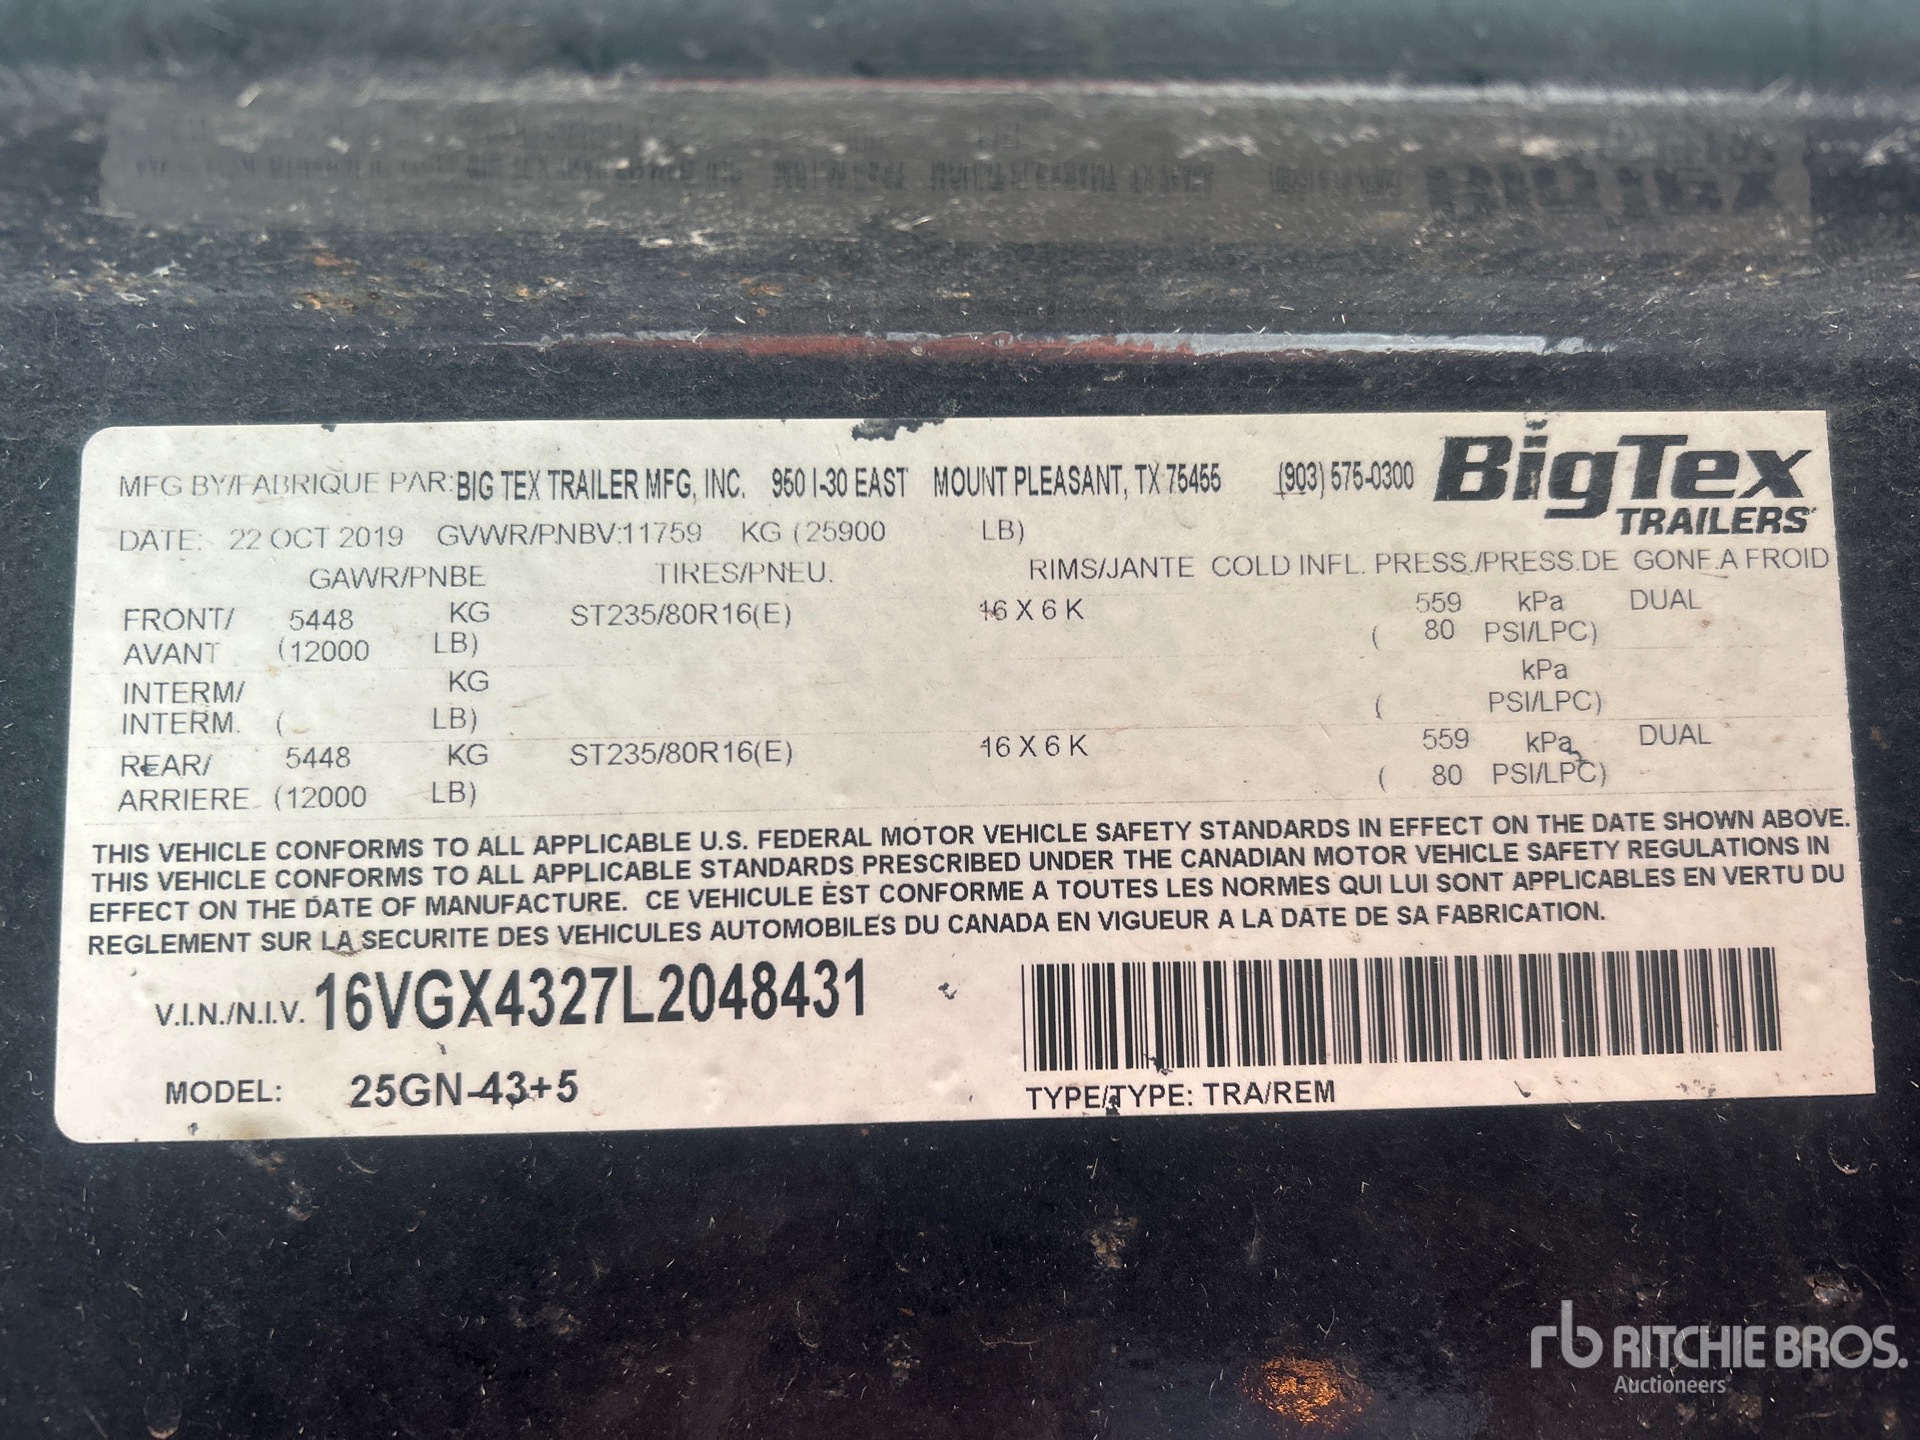 MFG BY/FABRIQUE PAR: BIG TEX TRAILER MFG, INC. 950 I-30 EAST MOUNT PLEASANT, TX 75455 (903) 575-0300 BigTex
TRAILERS
DATE: 22 OCT 2019 GVWR/PNBV:11759 KG (25900 LB)
GAWR/PNBE TIRES/PNEU. RIMS/JANTE COLD INFL. PRESS./PRESS.DE GONF.A FROID
FRONT/ 5448 KG ST235/80R16(E) 16 X 6 K 559 kPa DUAL
AVANT (12000 LB) ( 80 PSI/LPC)
INTERM/ KG kPa
INTERM. ( LB) ( PSI/LPC)
REAR/ 5448 KG ST235/80R16(E) 16 X 6 K 559 kPa DUAL
ARRIERE (12000 LB) ( 80 PSI/LPC)
THIS VEHICLE CONFORMS TO ALL APPLICABLE U.S. FEDERAL MOTOR VEHICLE SAFETY STANDARDS IN EFFECT ON THE DATE SHOWN ABOVE.
THIS VEHICLE CONFORMS TO ALL APPLICABLE STANDARDS PRESCRIBED UNDER THE CANADIAN MOTOR VEHICLE SAFETY REGULATIONS IN
EFFECT ON THE DATE OF MANUFACTURE. CE VEHICULE EST CONFORME A TOUTES LES NORMES QUI LUI SONT APPLICABLES EN VERTU DU
REGLEMENT SUR LA SECURITE DES VEHICULES AUTOMOBILES DU CANADA EN VIGUEUR A LA DATE DE SA FABRICATION.
V.I.N./N.I.V. 16VGX4327L2048431
MODEL: 25GN-43+5 TYPE/TYPE: TRA/REM
rb RITCHIE BROS.
Auctioneers